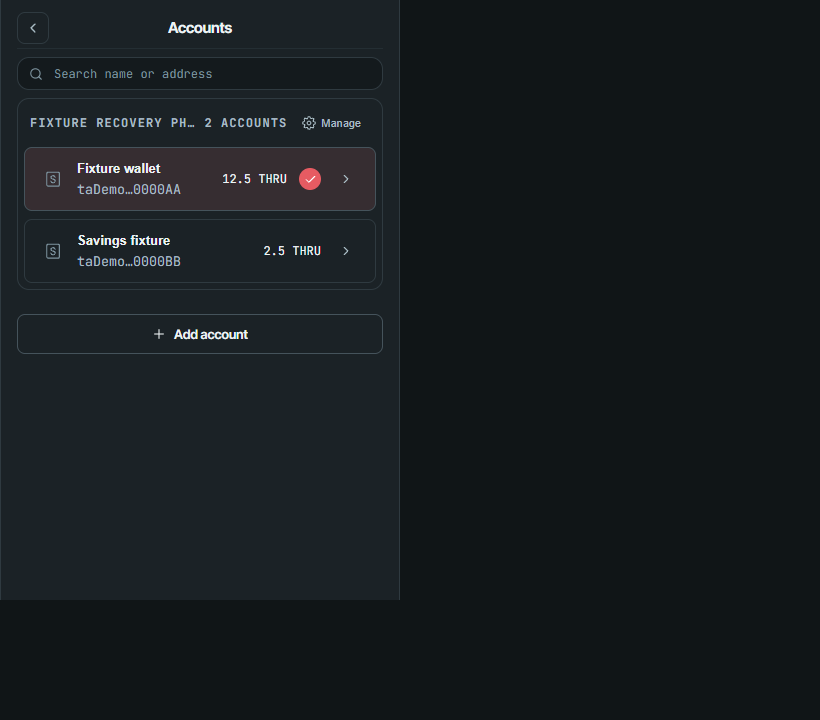 Accounts
Search name or address
FIXTURE RECOVERY PH… 2 ACCOUNTS Manage
S
Fixture wallet
taDemo…0000AA
12.5 THRU
S
Savings fixture
taDemo…0000BB
2.5 THRU
Add account